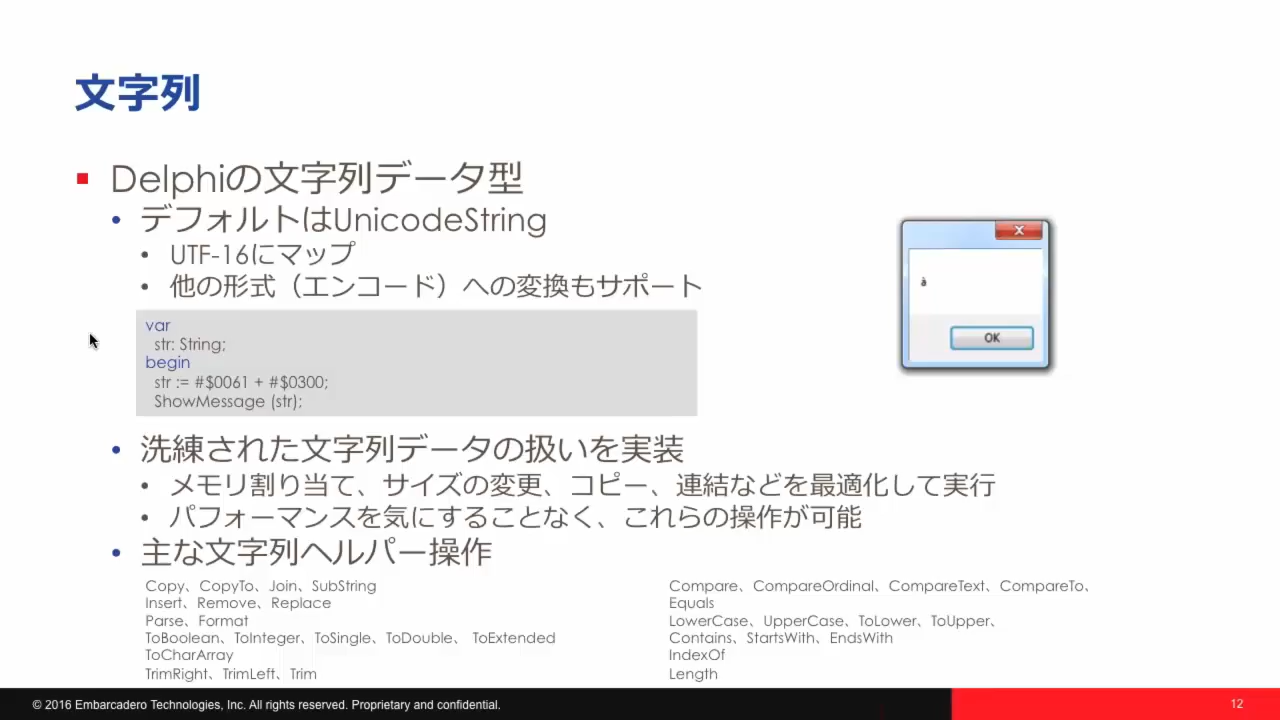 文字列
Delphiの文字列データ型
デフォルトはUnicodeString
UTF-16にマップ
他の形式（エンコード）への変換もサポート
var
str: String;
begin
str := #$0061 + #$0300;
ShowMessage (str);
à
OK
洗練された文字列データの扱いを実装
メモリ割り当て、サイズの変更、コピー、連結などを最適化して実行
パフォーマンスを気にすることなく、これらの操作が可能
主な文字列ヘルパー操作
Copy、CopyTo、Join、SubString
Insert、Remove、Replace
Parse、Format
ToBoolean、ToInteger、ToSingle、ToDouble、 ToExtended
ToCharArray
TrimRight、TrimLeft、Trim
Compare、CompareOrdinal、CompareText、CompareTo、
Equals
LowerCase、UpperCase、ToLower、ToUpper、
Contains、StartsWith、EndsWith
IndexOf
Length
© 2016 Embarcadero Technologies, Inc. All rights reserved. Proprietary and confidential.
12